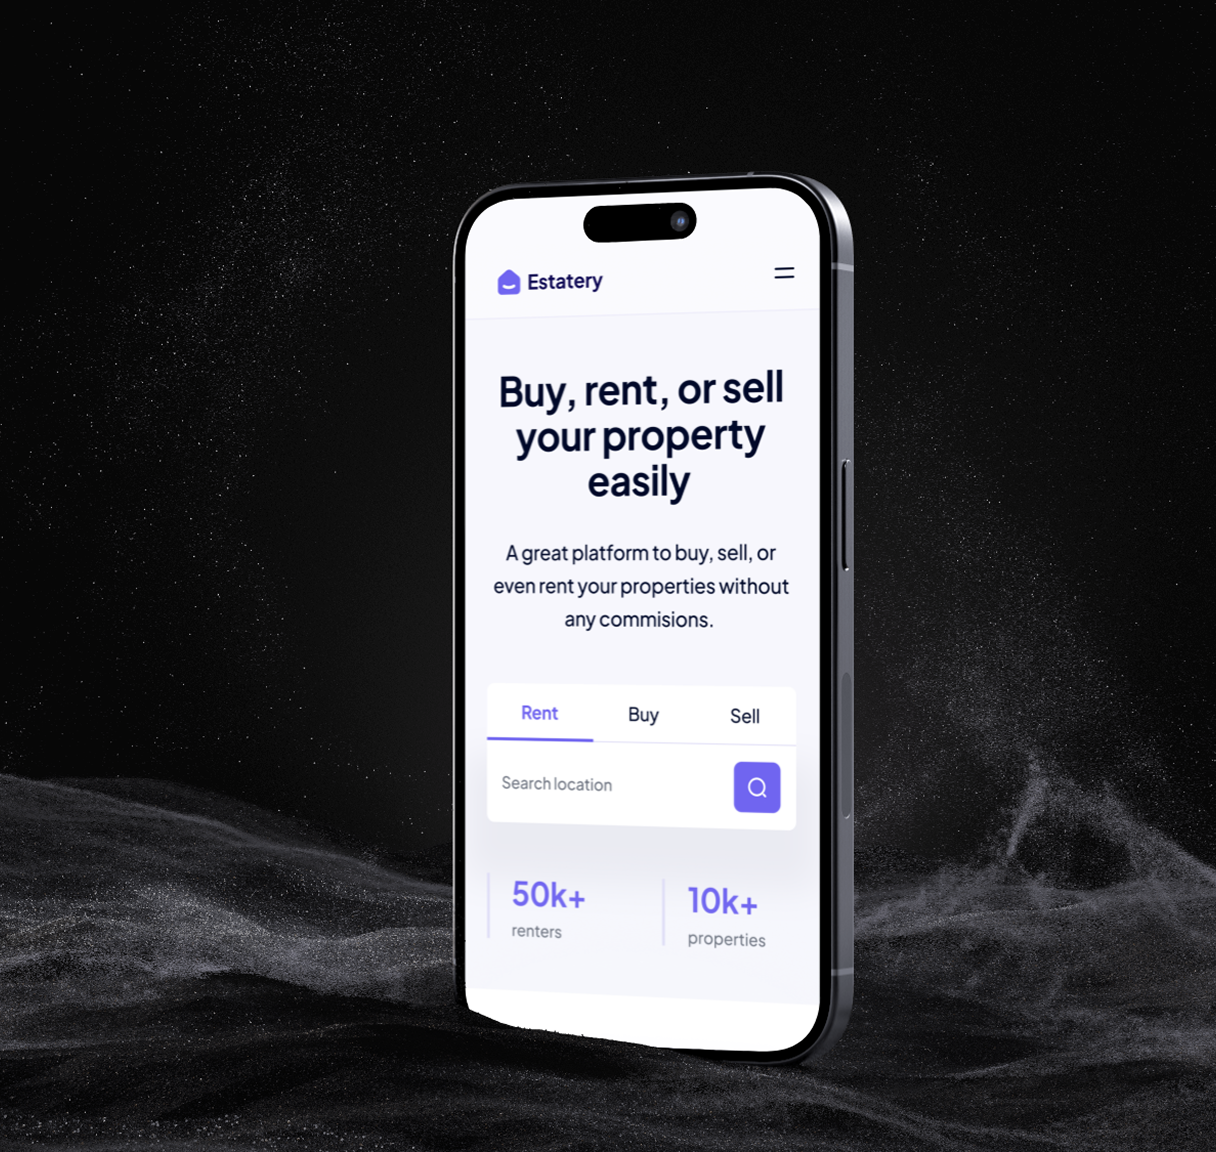 Estatery
Buy, rent, or sell
your property
easily
A great platform to buy, sell, or
even rent your properties without
any commisions.
Rent Buy Sell
Search location
50k+ 10k+
renters properties